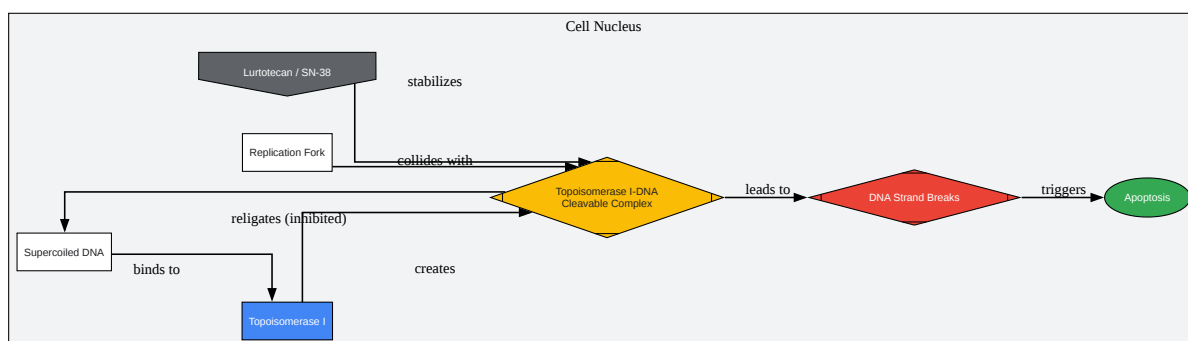 Cell Nucleus
Lurtotecan / SN-38
stabilizes
Replication Fork
collides with
Topoisomerase I-DNA
Cleavable Complex
leads to
DNA Strand Breaks
triggers
Apoptosis
religates (inhibited)
Supercoiled DNA
binds to
creates
Topoisomerase I